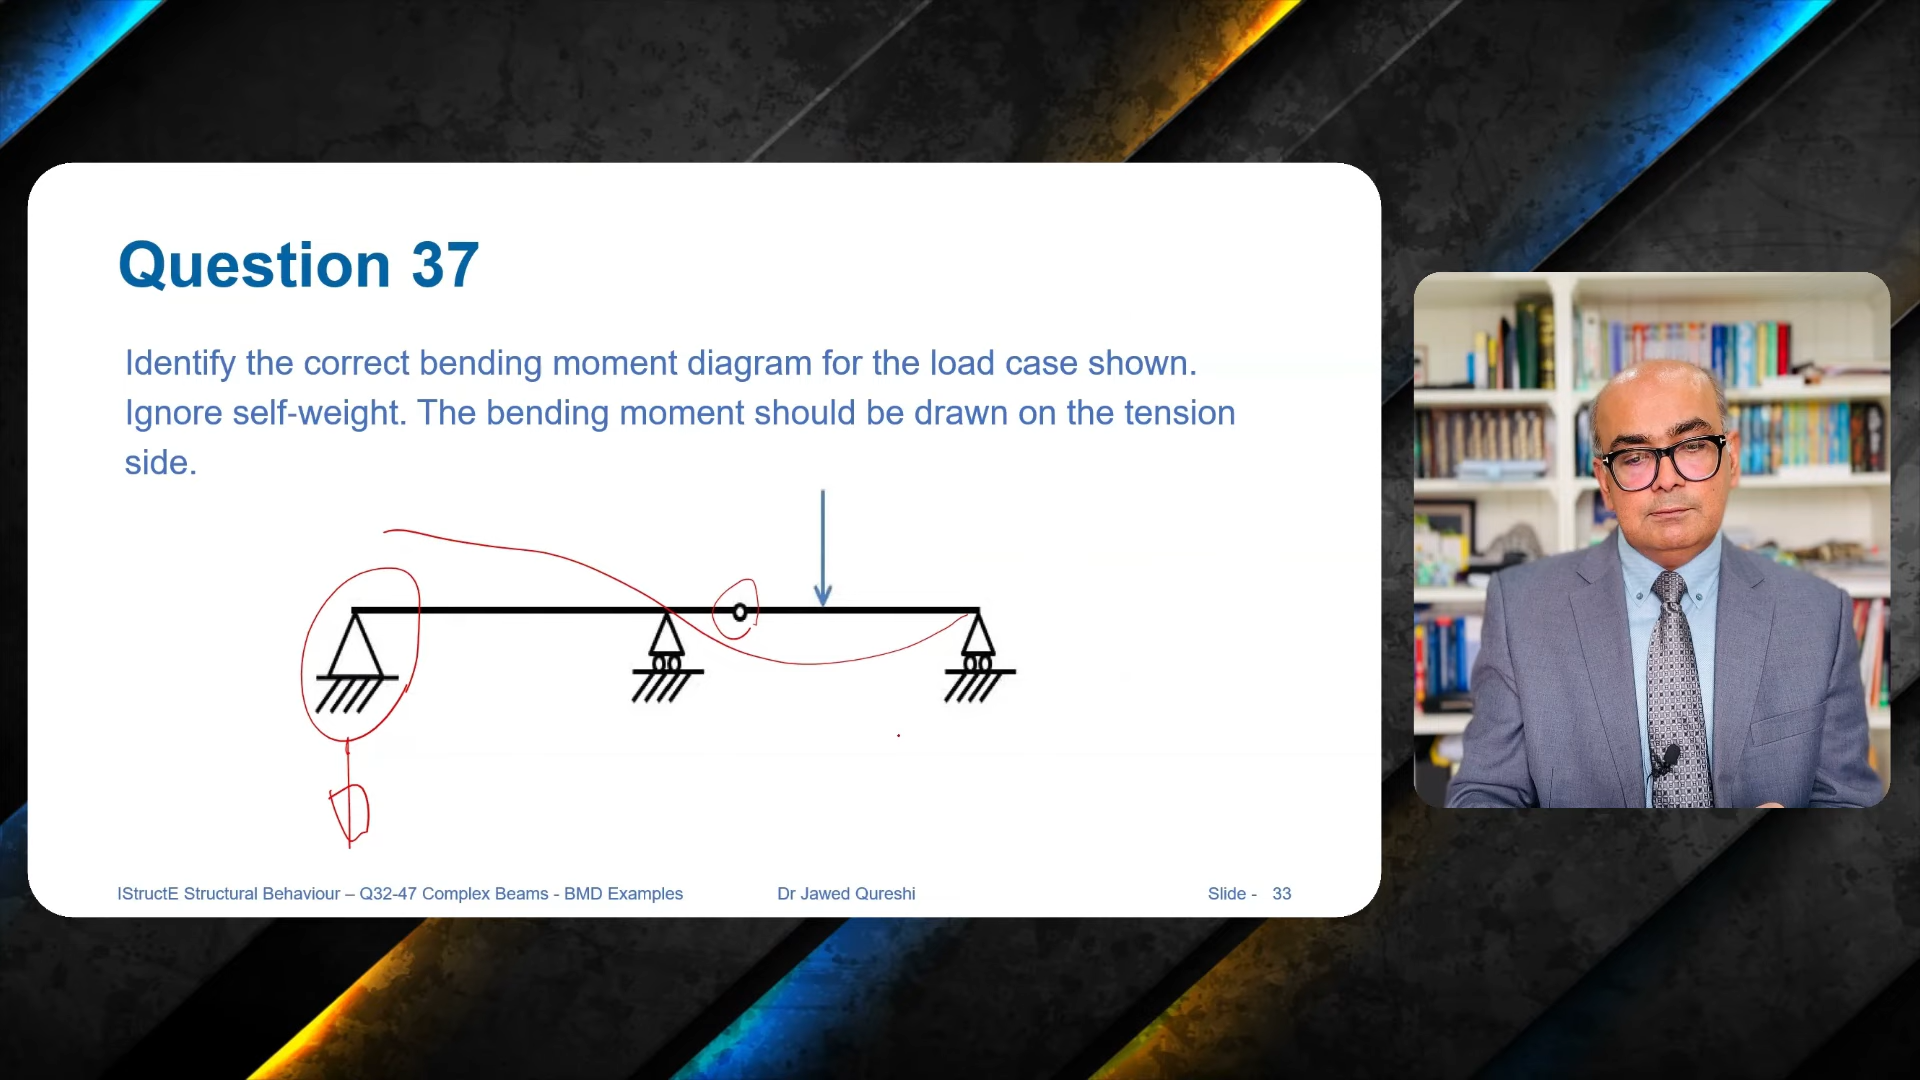 Question 37
Identify the correct bending moment diagram for the load case shown.
Ignore self-weight. The bending moment should be drawn on the tension
side.
IStructE Structural Behaviour – Q32-47 Complex Beams - BMD Examples
Dr Jawed Qureshi
Slide - 33